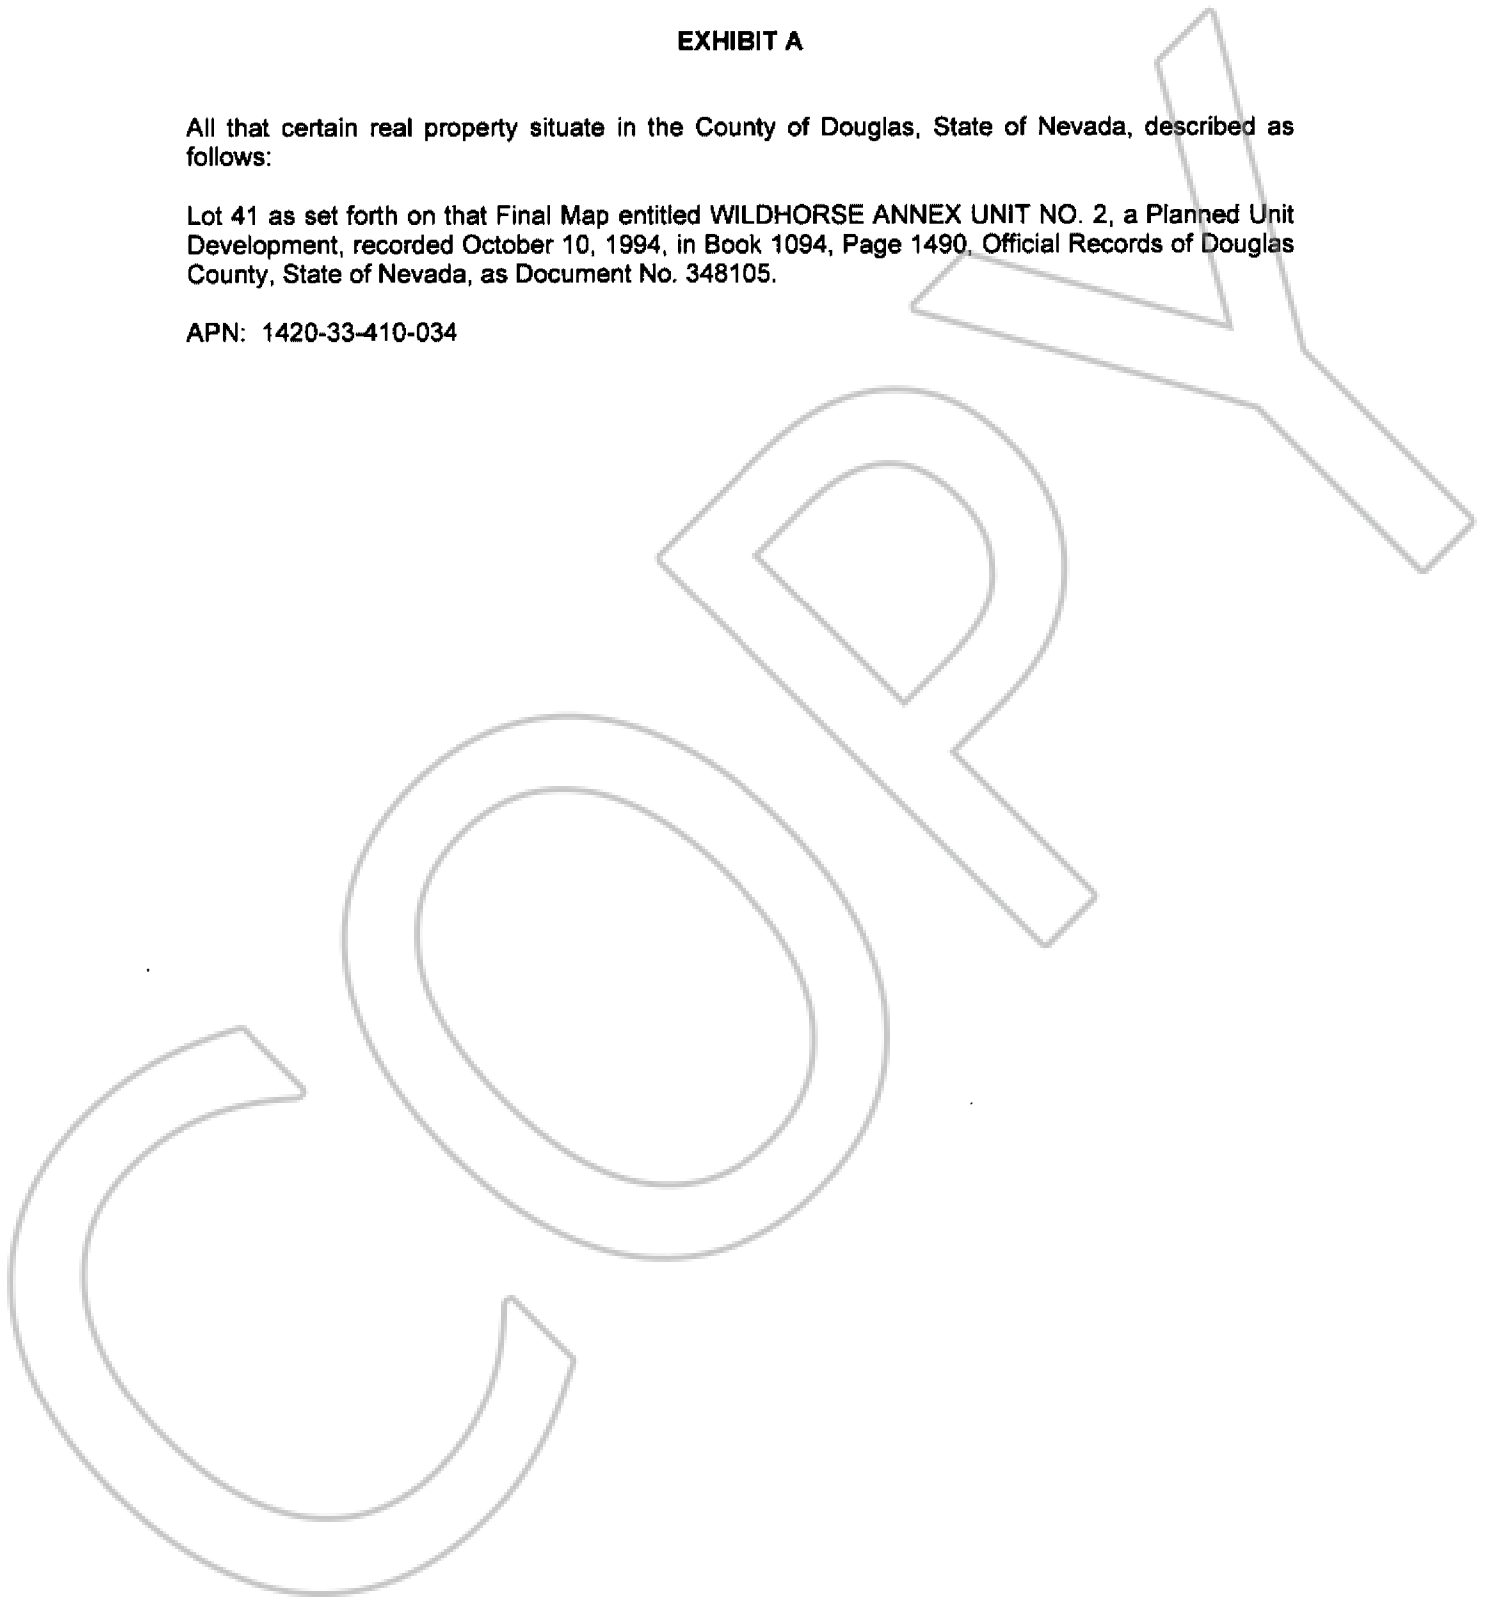 EXHIBIT A
All that certain real property situate in the County of Douglas, State of Nevada, described as
follows:
Lot 41 as set forth on that Final Map entitled WILDHORSE ANNEX UNIT NO. 2, a Planned Unit
Development, recorded October 10, 1994, in Book 1094, Page 1490, Official Records of Douglas
County, State of Nevada, as Document No. 348105.
APN: 1420-33-410-034
COPY